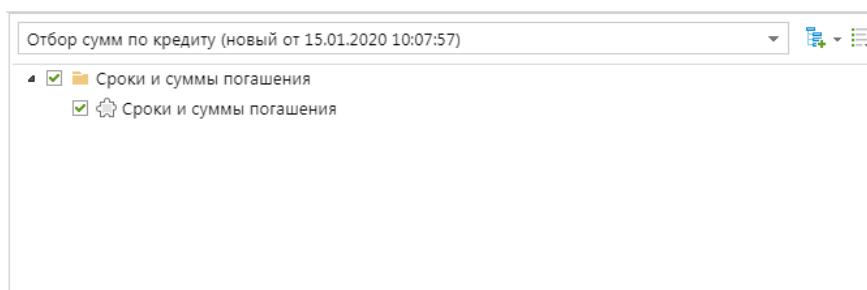 Отбор сумм по кредиту (новый от 15.01.2020 10:07:57)
Сроки и суммы погашения
Сроки и суммы погашения